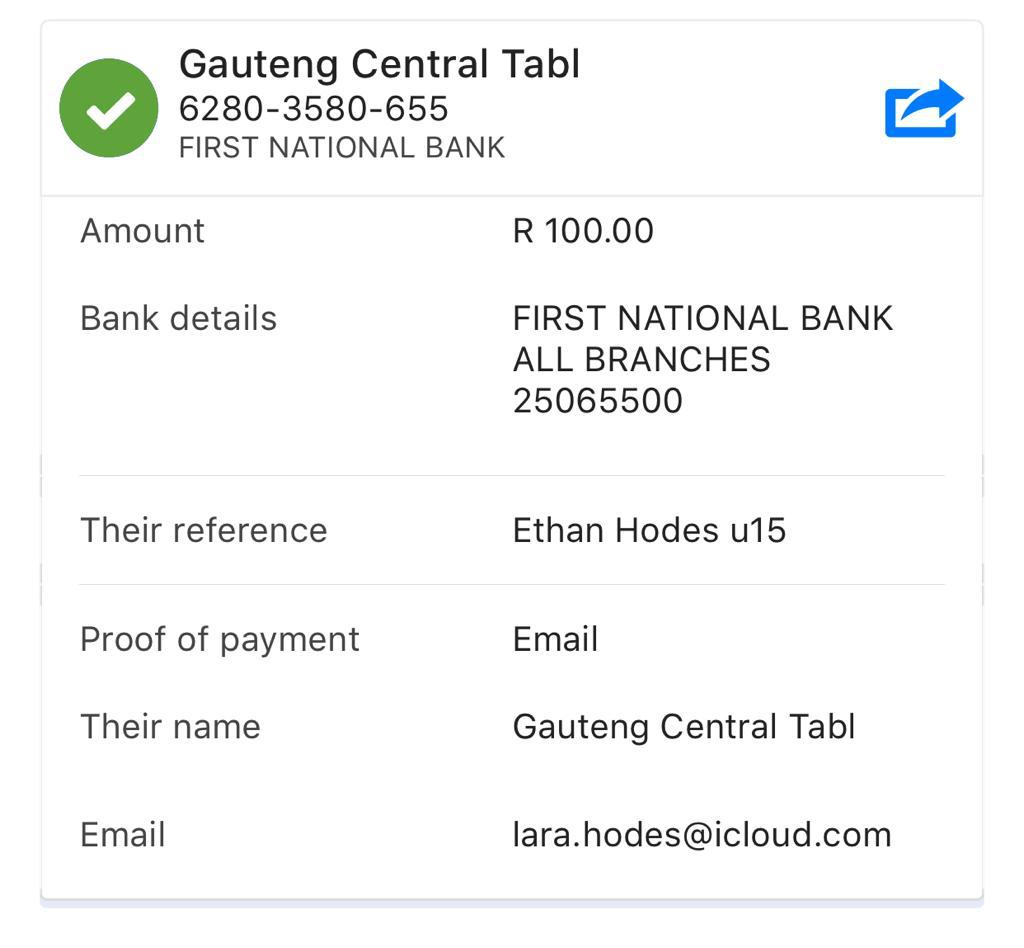 Gauteng Central Tabl
6280-3580-655
FIRST NATIONAL BANK
Amount R 100.00
Bank details FIRST NATIONAL BANK
ALL BRANCHES
25065500
Their reference Ethan Hodes u15
Proof of payment Email
Their name Gauteng Central Tabl
Email lara.hodes@icloud.com